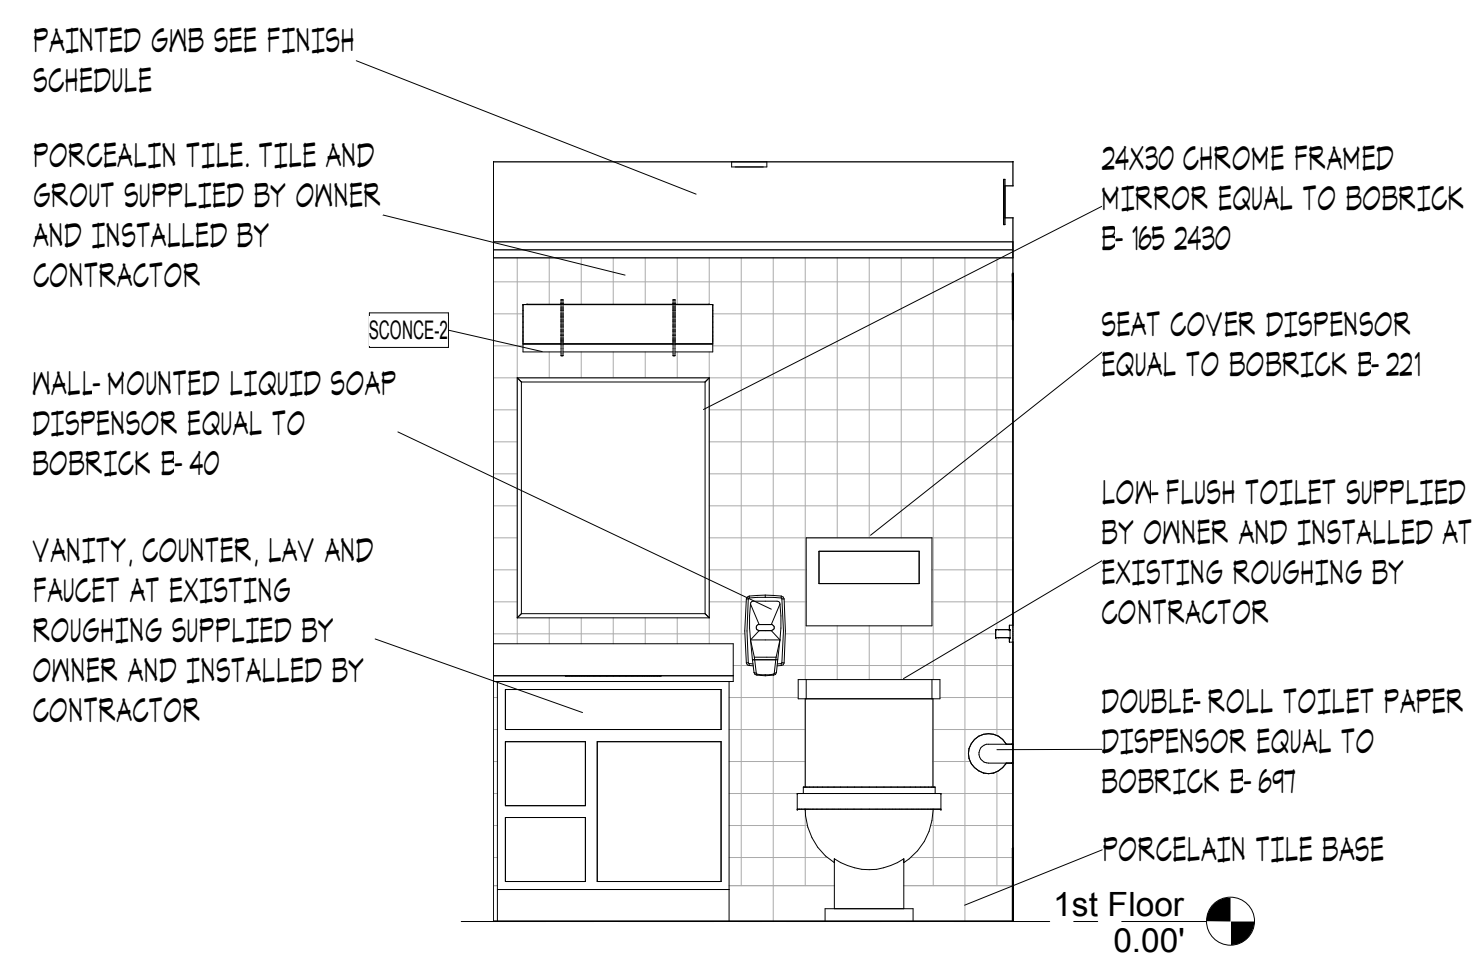 PAINTED GWB SEE FINISH
SCHEDULE
PORCEALIN TILE. TILE AND
GROUT SUPPLIED BY OWNER
AND INSTALLED BY
CONTRACTOR
SCONCE-2
WALL-MOUNTED LIQUID SOAP
DISPENSOR EQUAL TO
BOBRICK B-40
VANITY, COUNTER, LAV AND
FAUCET AT EXISTING
ROUGHING SUPPLIED BY
OWNER AND INSTALLED BY
CONTRACTOR
24X30 CHROME FRAMED
MIRROR EQUAL TO BOBRICK
B-165 2430
SEAT COVER DISPENSOR
EQUAL TO BOBRICK B-221
LOW-FLUSH TOILET SUPPLIED
BY OWNER AND INSTALLED AT
EXISTING ROUGHING BY
CONTRACTOR
DOUBLE-ROLL TOILET PAPER
DISPENSOR EQUAL TO
BOBRICK B-697
PORCELAIN TILE BASE
1st Floor
0.00'